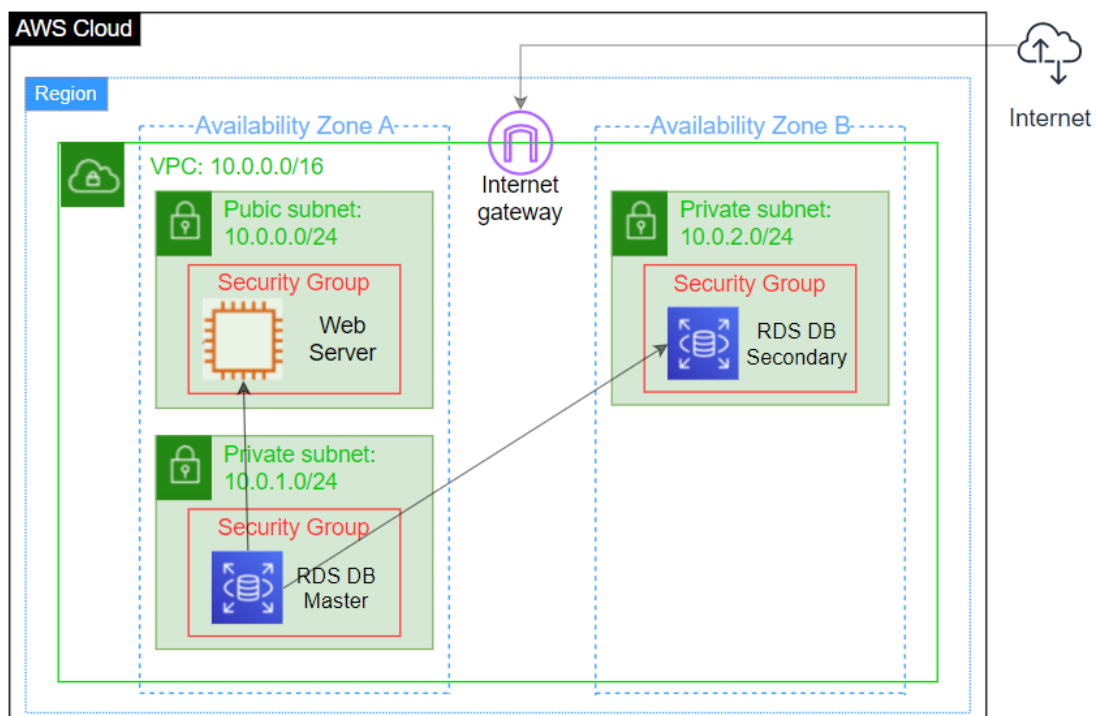 AWS Cloud
Region
Internet
Availability Zone A
Availability Zone B
VPC: 10.0.0.0/16
Internet
gateway
Pubic subnet:
10.0.0.0/24
Security Group
Web
Server
Private subnet:
10.0.2.0/24
Security Group
RDS DB
Secondary
Private subnet:
10.0.1.0/24
Security Group
RDS DB
Master